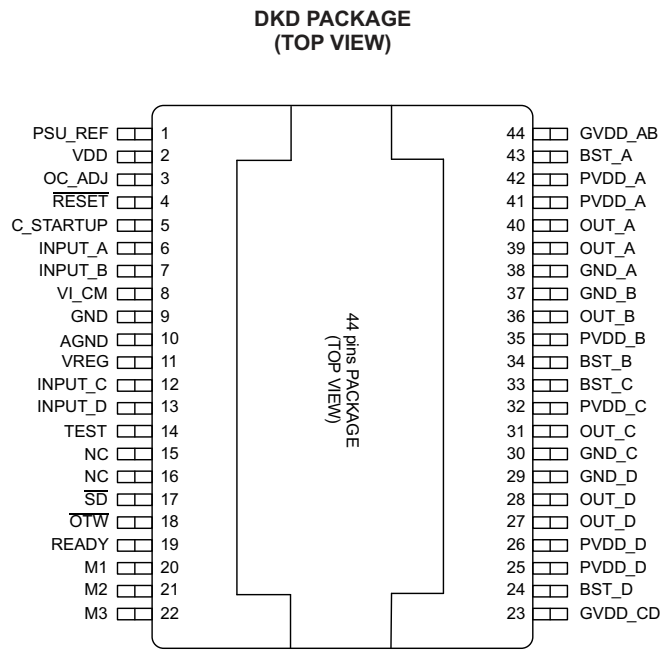 DKD PACKAGE
(TOP VIEW)
PSU_REF 1 44 GVDD_AB
VDD 2 43 BST_A
OC_ADJ 3 42 PVDD_A
RESET 4 41 PVDD_A
C_STARTUP 5 40 OUT_A
INPUT_A 6 39 OUT_A
INPUT_B 7 38 GND_A
VI_CM 8 37 GND_B
GND 9 36 OUT_B
AGND 10 35 PVDD_B
VREG 11 34 BST_B
INPUT_C 12 33 BST_C
INPUT_D 13 32 PVDD_C
TEST 14 31 OUT_C
NC 15 30 GND_C
NC 16 29 GND_D
SD 17 28 OUT_D
OTW 18 27 OUT_D
READY 19 26 PVDD_D
M1 20 25 PVDD_D
M2 21 24 BST_D
M3 22 23 GVDD_CD
44 pins PACKAGE
(TOP VIEW)